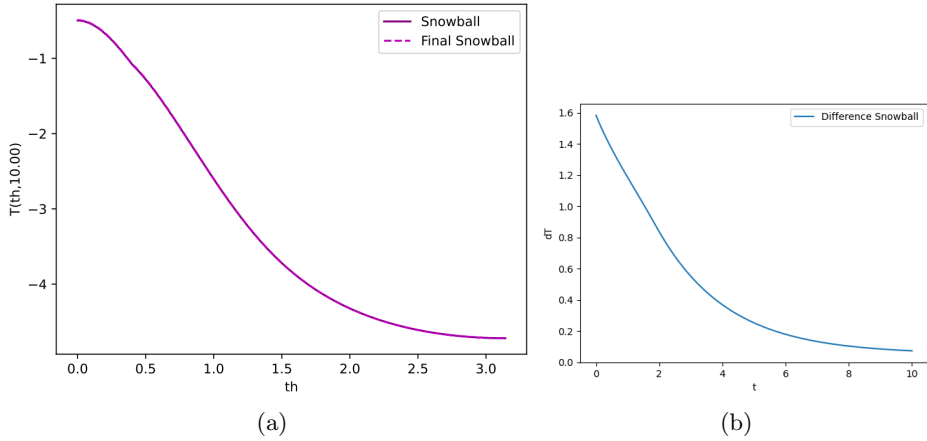 Snowball
Final Snowball
−1
−2
−3
−4
T(th,10.00)
0.0 0.5 1.0 1.5 2.0 2.5 3.0
th
(a)
Difference Snowball
1.6
1.4
1.2
1.0
0.8
0.6
0.4
0.2
0.0
dT
0 2 4 6 8 10
t
(b)